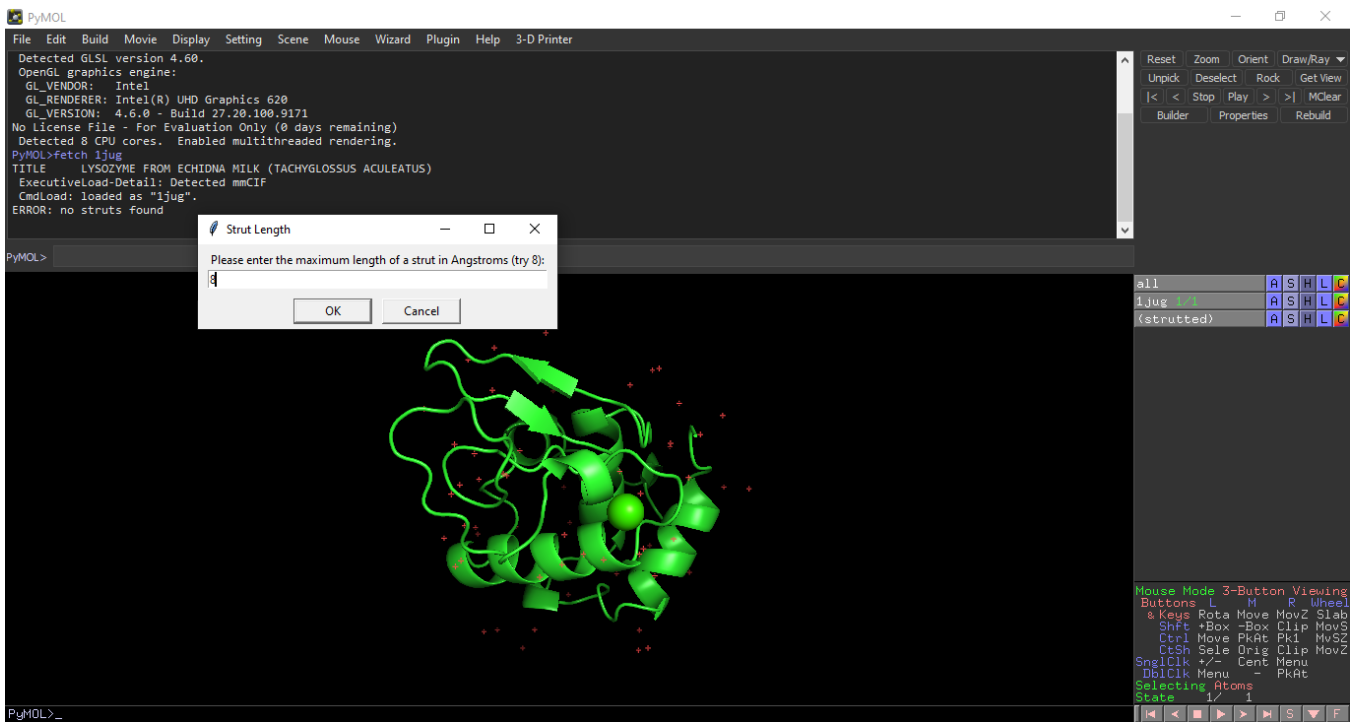 PyMOL
File Edit Build Movie Display Setting Scene Mouse Wizard Plugin Help 3-D Printer
Detected GLSL version 4.60.
OpenGL graphics engine:
GL_VENDOR: Intel
GL_RENDERER: Intel(R) UHD Graphics 620
GL_VERSION: 4.6.0 - Build 27.20.100.9171
No License File - For Evaluation Only (0 days remaining)
Detected 8 CPU cores. Enabled multithreaded rendering.
PyMOL>fetch 1jug
TITLE LYSOZYME FROM ECHIDNA MILK (TACHYGLOSSUS ACULEATUS)
ExecutiveLoad-Detail: Detected mmCIF
CmdLoad: loaded as "1jug".
ERROR: no struts found
PyMOL>
Strut Length
Please enter the maximum length of a strut in Angstroms (try 8):
8
OK Cancel
Reset Zoom Orient Draw/Ray
Unpick Deselect Rock Get View
|< < Stop Play > >| MClear
Builder Properties Rebuild
all A S H L C
1jug 1/1 A S H L C
(strutted) A S H L C
Mouse Mode 3-Button Viewing
Buttons L M R Wheel
& Keys Rota Move MovZ Slab
Shft +Box -Box Clip MovS
Ctrl Move PkAt Pk1 MvSZ
CtSh Sele Orig Clip MovZ
SnglClk +/- Cent Menu
DblClk Menu - PkAt
Selecting Atoms
State 1/ 1
S F
PyMOL>_